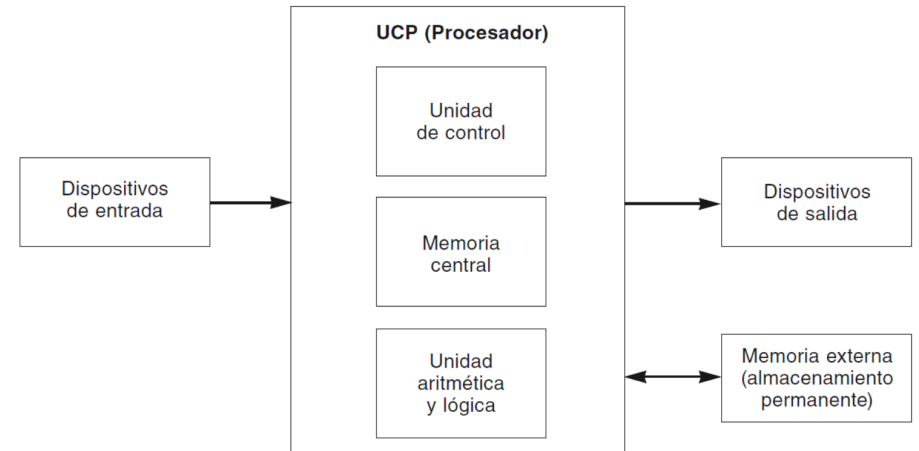 UCP (Procesador)
Unidad
de control
Dispositivos
de entrada
Dispositivos
de salida
Memoria
central
Unidad
aritmética
y lógica
Memoria externa
(almacenamiento
permanente)